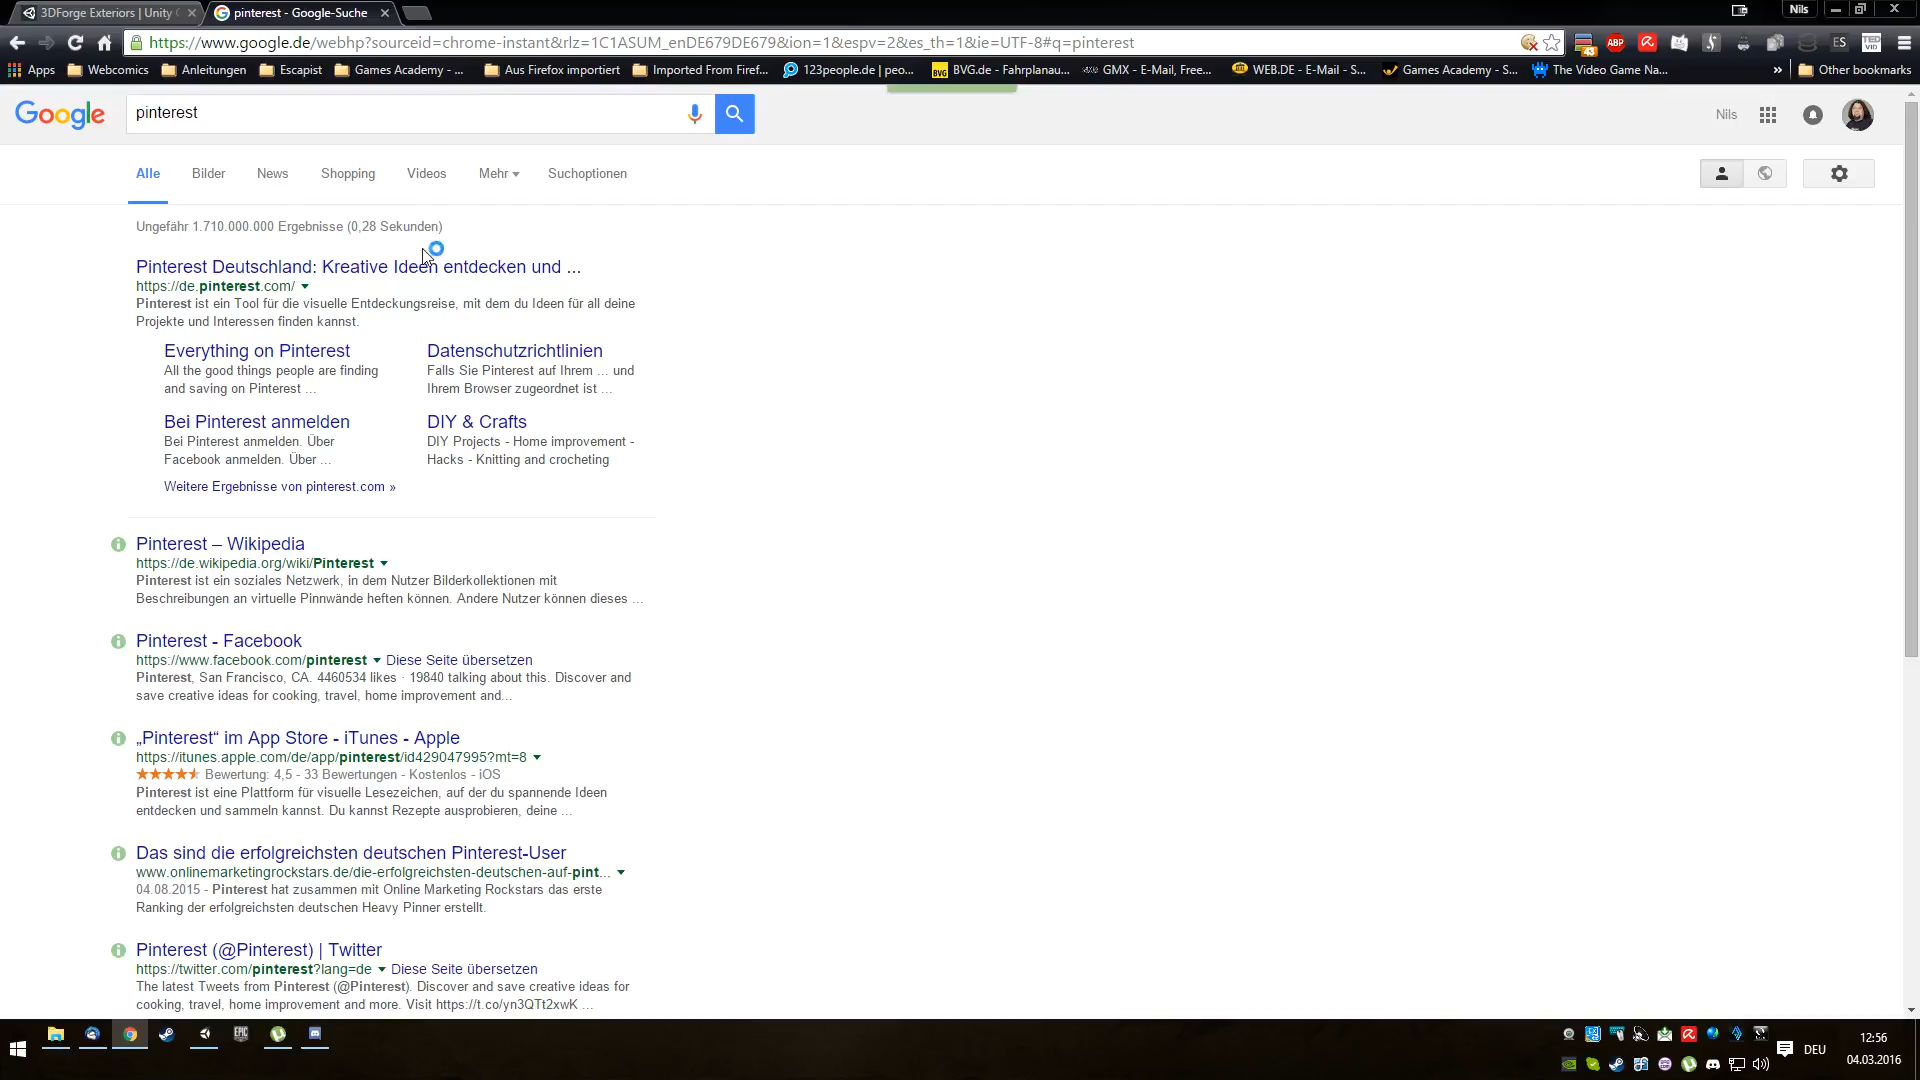 3DForge Exteriors | Unity
pinterest - Google-Suche
Nils
https://www.google.de/webhp?sourceid=chrome-instant&rlz=1C1ASUM_enDE679DE679&ion=1&espv=2&es_th=1&ie=UTF-8#q=pinterest
43
ABP
ES
TED
Apps
Webcomics
Anleitungen
Escapist
Games Academy - ...
Aus Firefox importiert
Imported From Firef...
123people.de | peo...
BVG
BVG.de - Fahrplanau...
GMX - E-Mail, Free...
WEB.DE - E-Mail - S...
Games Academy - S...
The Video Game Na...
»
Other bookmarks
Google
pinterest
Nils
Alle
Bilder
News
Shopping
Videos
Mehr
Suchoptionen
Ungefähr 1.710.000.000 Ergebnisse (0,28 Sekunden)
Pinterest Deutschland: Kreative Ideen entdecken und ...
https://de.pinterest.com/
Pinterest ist ein Tool für die visuelle Entdeckungsreise, mit dem du Ideen für all deine
Projekte und Interessen finden kannst.
Everything on Pinterest
All the good things people are finding
and saving on Pinterest ...
Datenschutzrichtlinien
Falls Sie Pinterest auf Ihrem ... und
Ihrem Browser zugeordnet ist ...
Bei Pinterest anmelden
Bei Pinterest anmelden. Über
Facebook anmelden. Über ...
DIY & Crafts
DIY Projects - Home improvement -
Hacks - Knitting and crocheting
Weitere Ergebnisse von pinterest.com »
Pinterest – Wikipedia
https://de.wikipedia.org/wiki/Pinterest
Pinterest ist ein soziales Netzwerk, in dem Nutzer Bilderkollektionen mit
Beschreibungen an virtuelle Pinnwände heften können. Andere Nutzer können dieses ...
Pinterest - Facebook
https://www.facebook.com/pinterest Diese Seite übersetzen
Pinterest, San Francisco, CA. 4460534 likes · 19840 talking about this. Discover and
save creative ideas for cooking, travel, home improvement and...
„Pinterest“ im App Store - iTunes - Apple
https://itunes.apple.com/de/app/pinterest/id429047995?mt=8
Bewertung: 4,5 - 33 Bewertungen - Kostenlos - iOS
Pinterest ist eine Plattform für visuelle Lesezeichen, auf der du spannende Ideen
entdecken und sammeln kannst. Du kannst Rezepte ausprobieren, deine ...
Das sind die erfolgreichsten deutschen Pinterest-User
www.onlinemarketingrockstars.de/die-erfolgreichsten-deutschen-auf-pint...
04.08.2015 - Pinterest hat zusammen mit Online Marketing Rockstars das erste
Ranking der erfolgreichsten deutschen Heavy Pinner erstellt.
Pinterest (@Pinterest) | Twitter
https://twitter.com/pinterest?lang=de Diese Seite übersetzen
The latest Tweets from Pinterest (@Pinterest). Discover and save creative ideas for
cooking, travel, home improvement and more. Visit https://t.co/yn3QTt2xwK ...
EPIC
DEU
12:56
04.03.2016